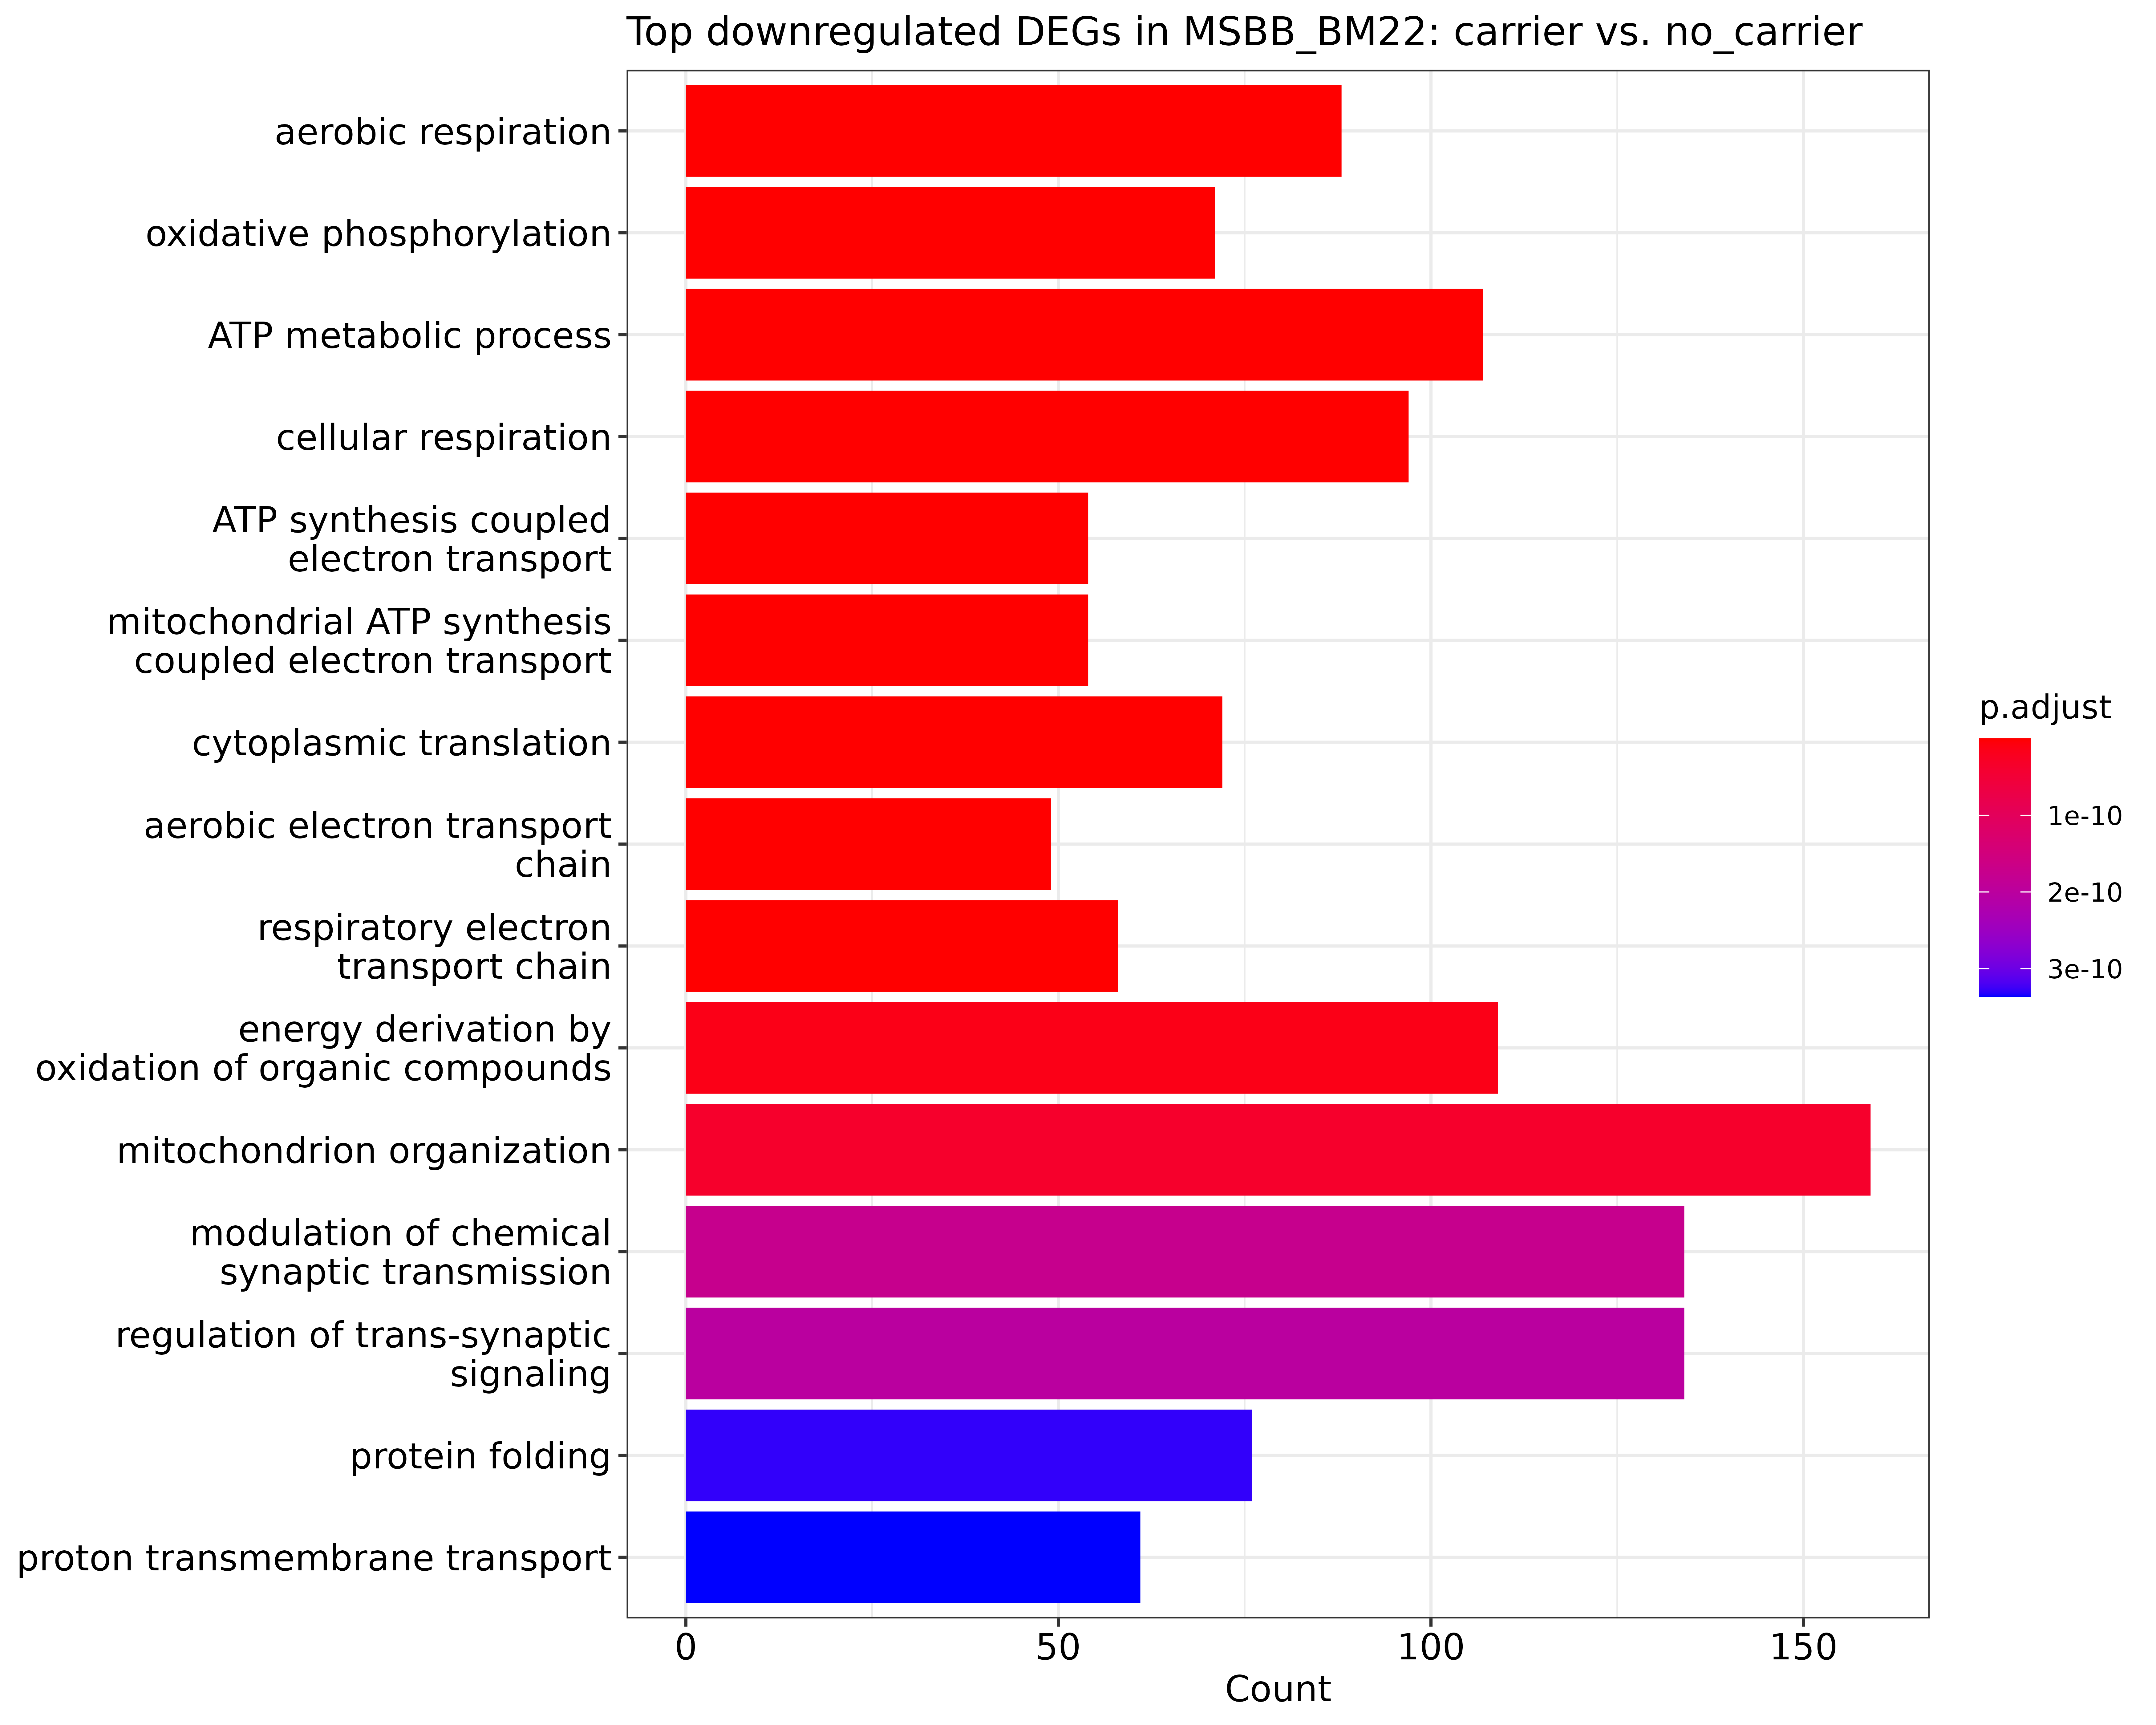 Top downregulated DEGs in MSBB_BM22: carrier vs. no_carrier
aerobic respiration
oxidative phosphorylation
ATP metabolic process
cellular respiration
ATP synthesis coupled
electron transport
mitochondrial ATP synthesis
coupled electron transport
cytoplasmic translation
aerobic electron transport
chain
respiratory electron
transport chain
energy derivation by
oxidation of organic compounds
mitochondrion organization
modulation of chemical
synaptic transmission
regulation of trans-synaptic
signaling
protein folding
proton transmembrane transport
0 50 100 150
Count
p.adjust
1e-10
2e-10
3e-10